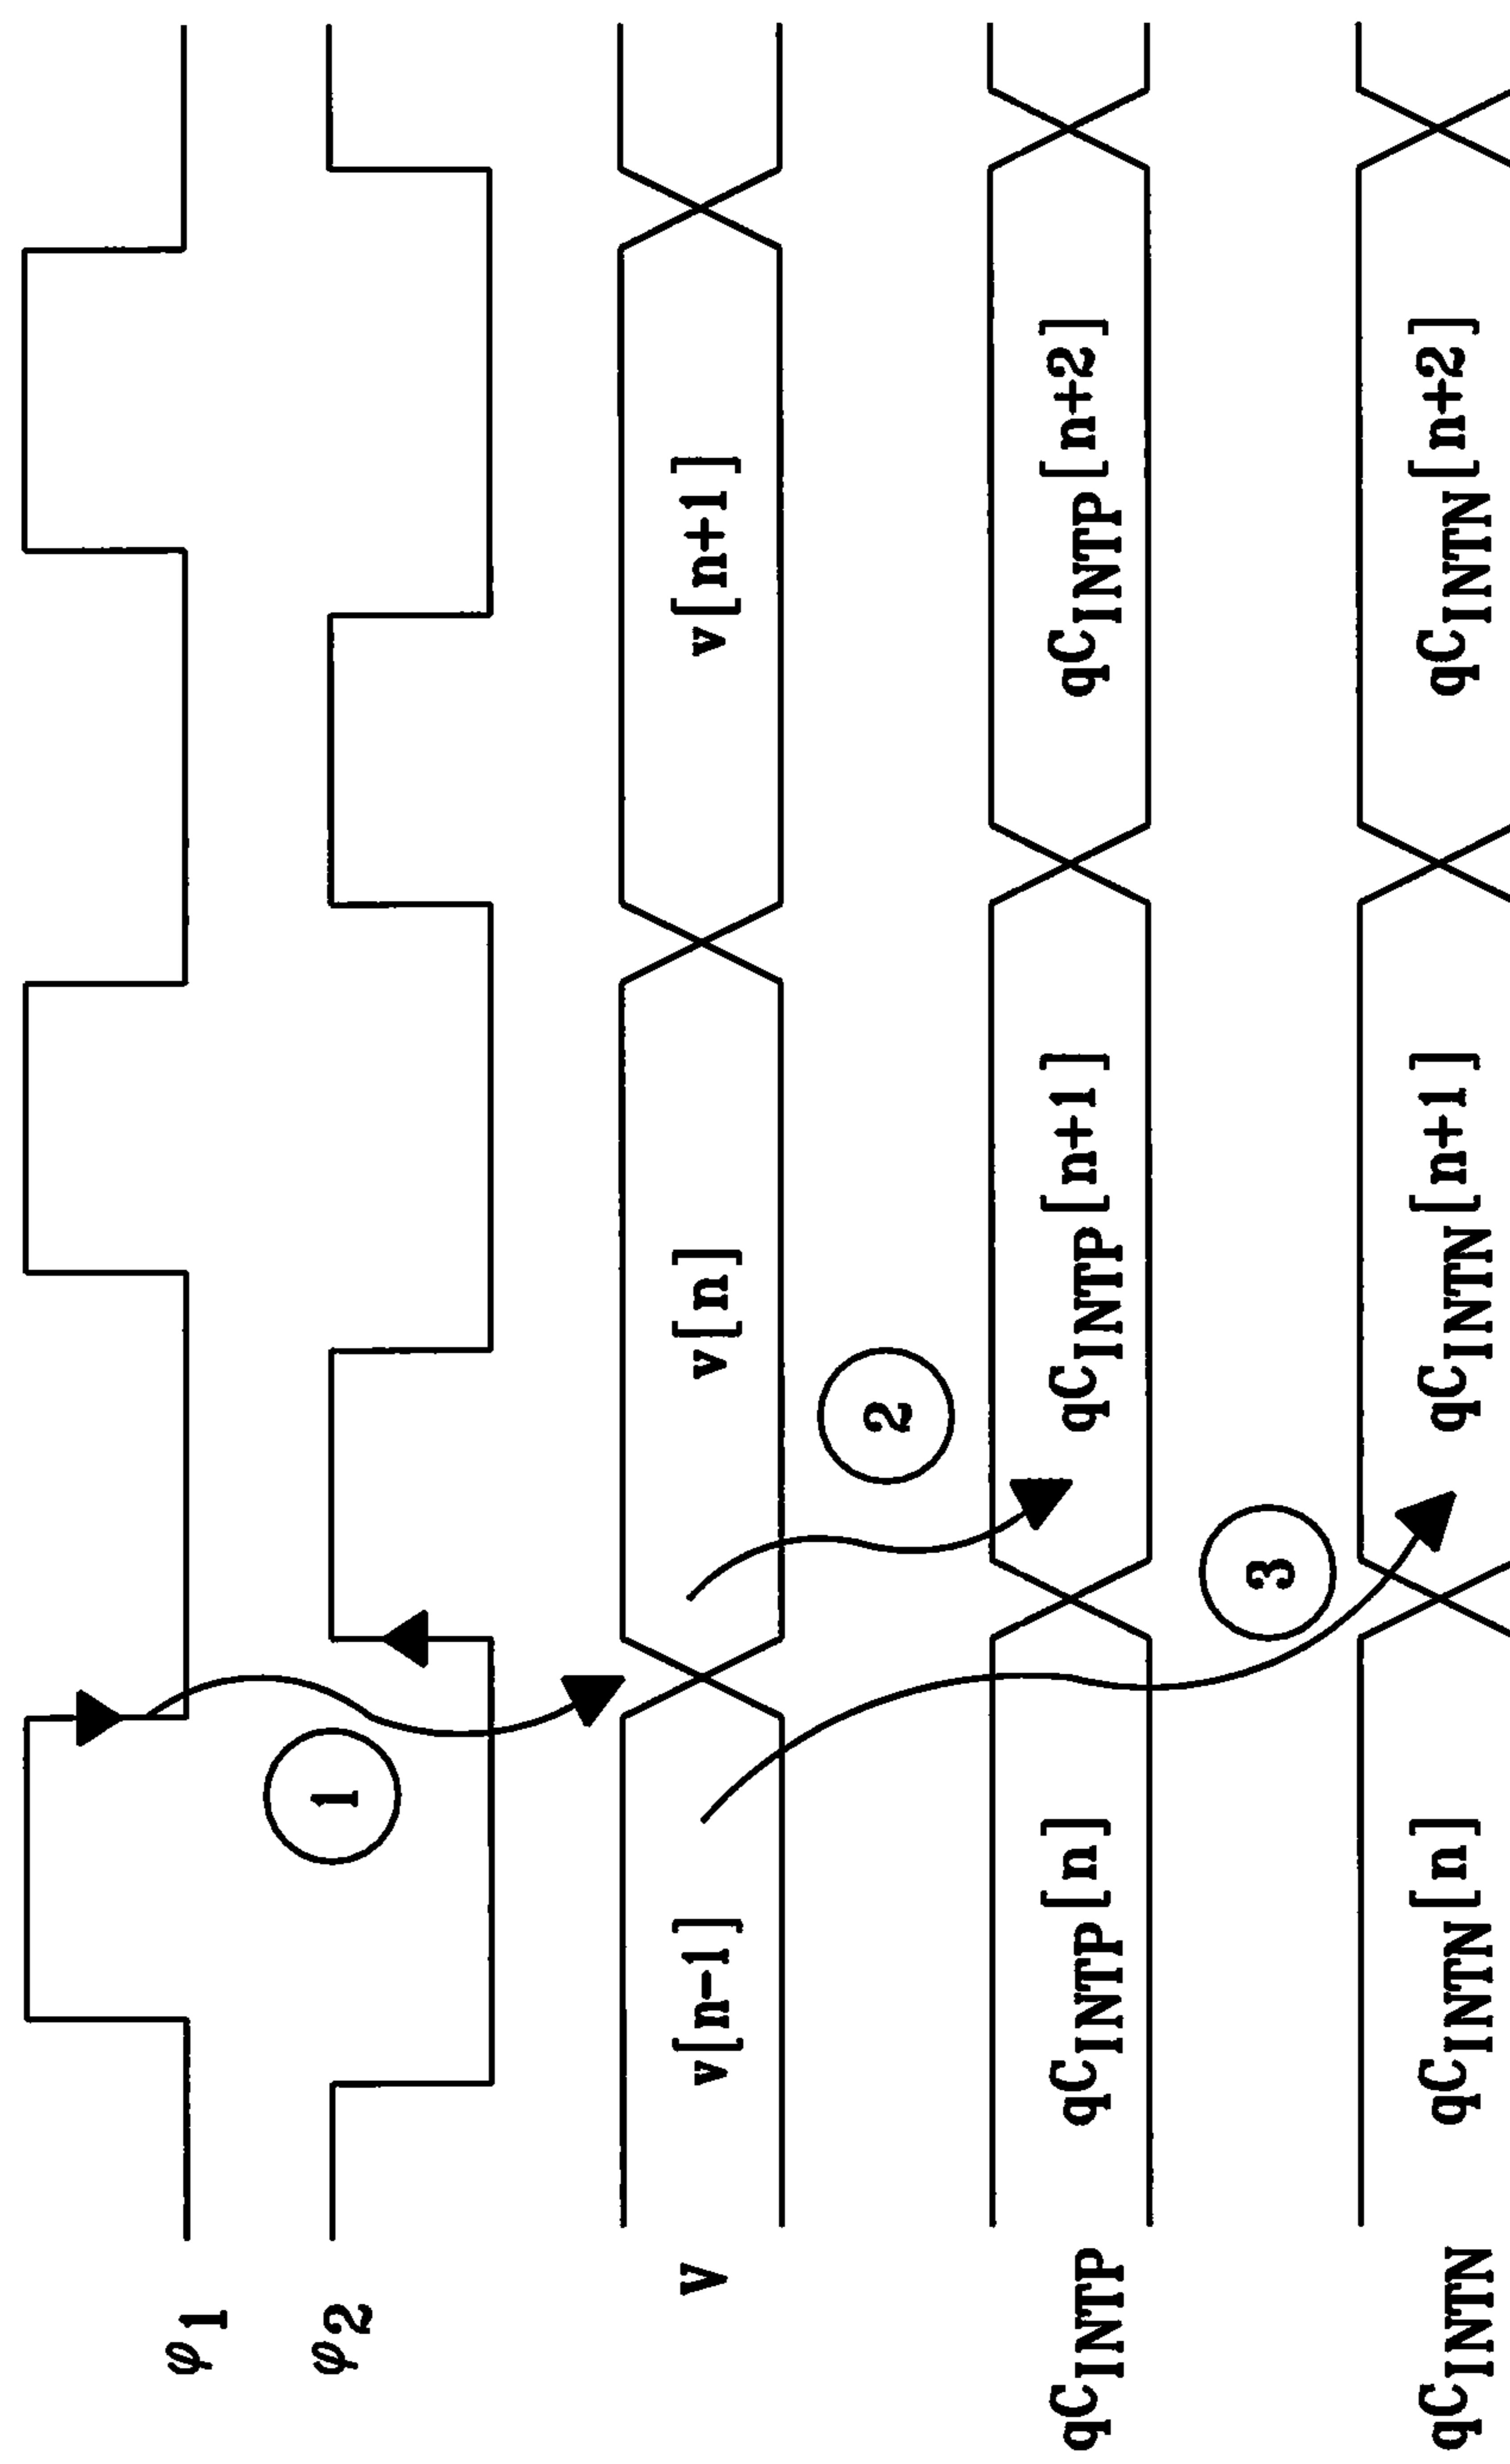 φ1
φ2
1
v
v[n-1]
v[n]
v[n+1]
2
qCINTP
qCINTP[n]
qCINTP[n+1]
qCINTP[n+2]
3
qCINTN
qCINTN[n]
qCINTN[n+1]
qCINTN[n+2]